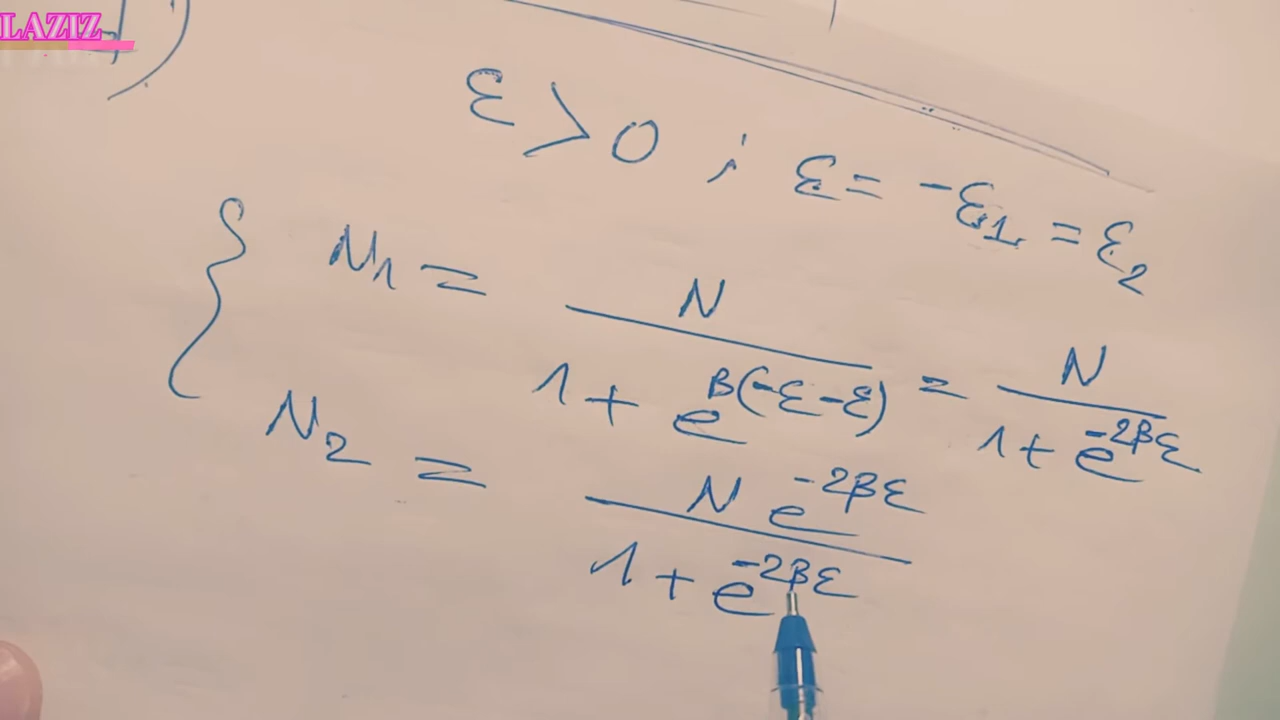 LAZIZ
ε > 0 ; ε = -ε₁ = ε₂
N₁ = N / (1 + e^{β(-ε-ε)}) = N / (1 + e^{-2βε})
N₂ = N e^{-2βε} / (1 + e^{-2βε})